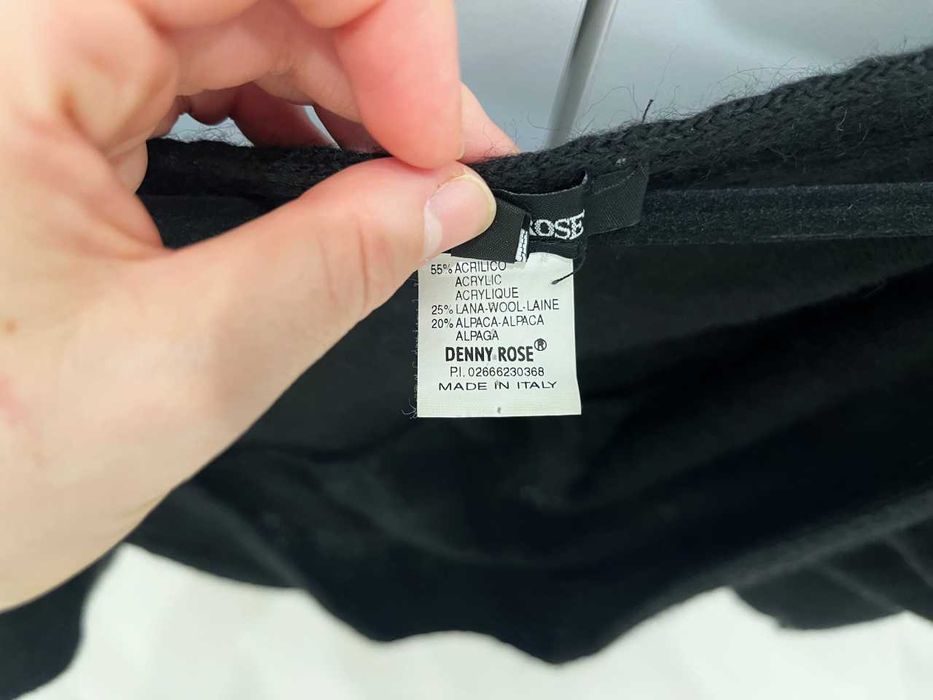 ROSE
55% ACRILICO
ACRYLIC
ACRYLIQUE
25% LANA-WOOL-LAINE
20% ALPACA-ALPACA
ALPAGA
DENNY ROSE®
P.I. 02666230368
MADE IN ITALY